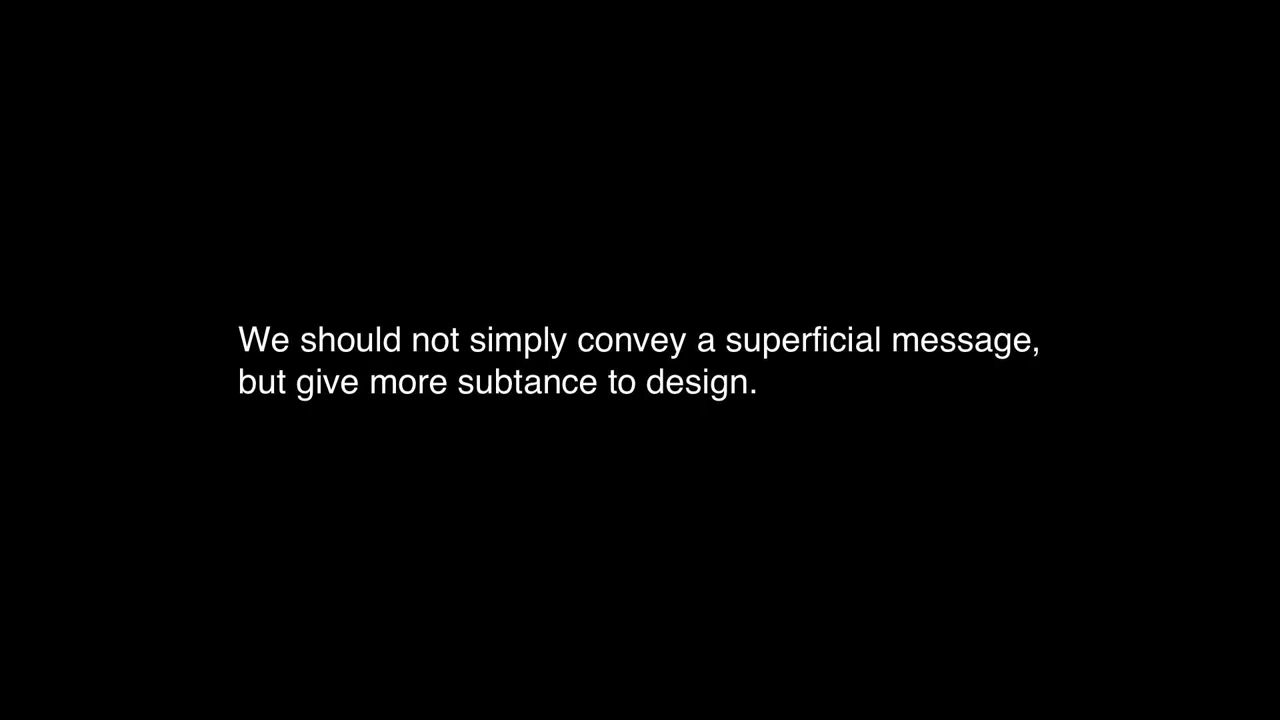 We should not simply convey a superficial message,
but give more subtance to design.